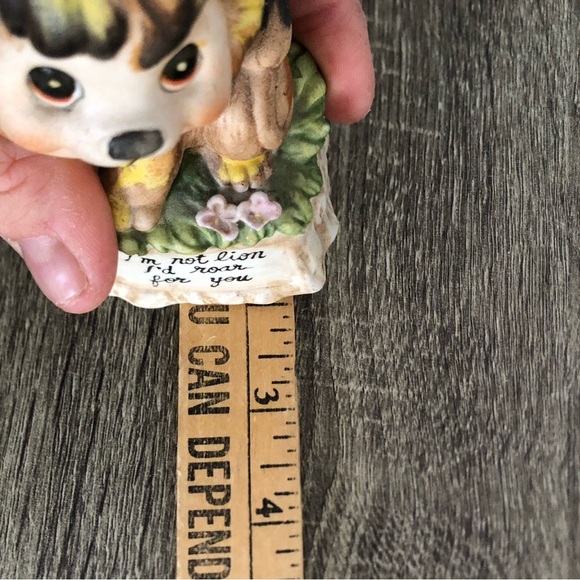 I'm not lion
I'd roar
for you
U CAN DEPEND
3
4